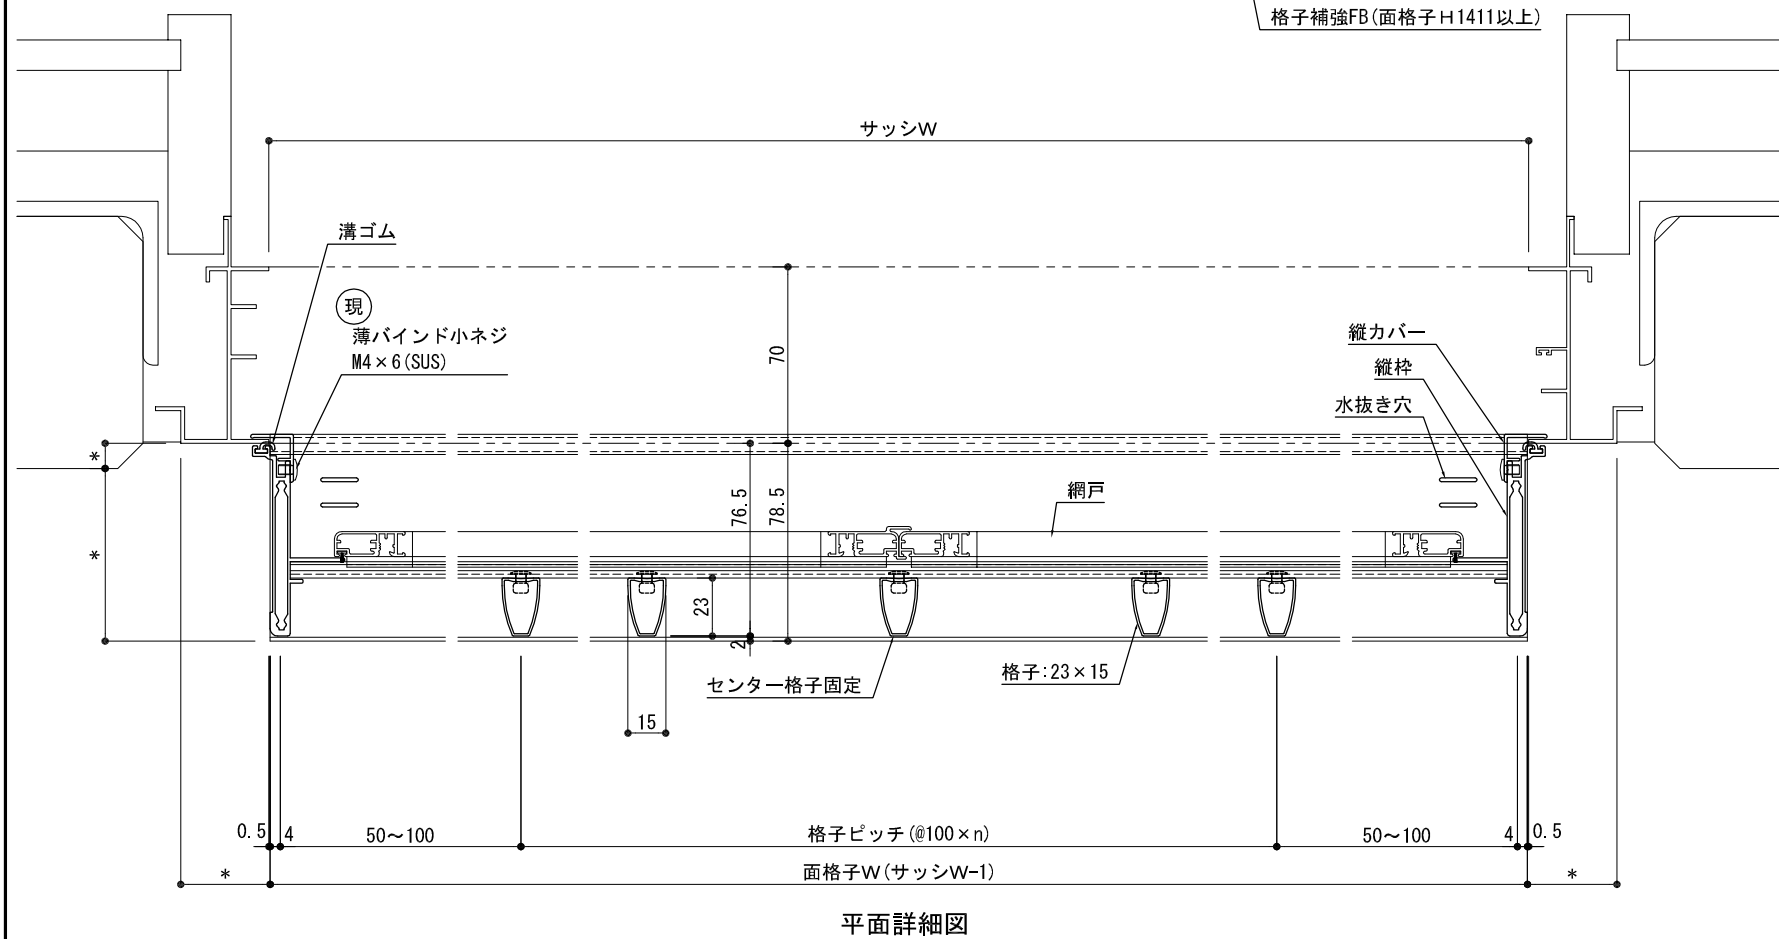 格子補強FB(面格子H1411以上)
サッシW
溝ゴム
現
薄バインド小ネジ
M4×6(SUS)
70
縦カバー
縦枠
水抜き穴
*
*
76.5
78.5
網戸
23
2
センター格子固定
格子:23×15
15
0.5
4
50～100
格子ピッチ(@100×n)
50～100
4
0.5
*
面格子W(サッシW-1)
*
平面詳細図